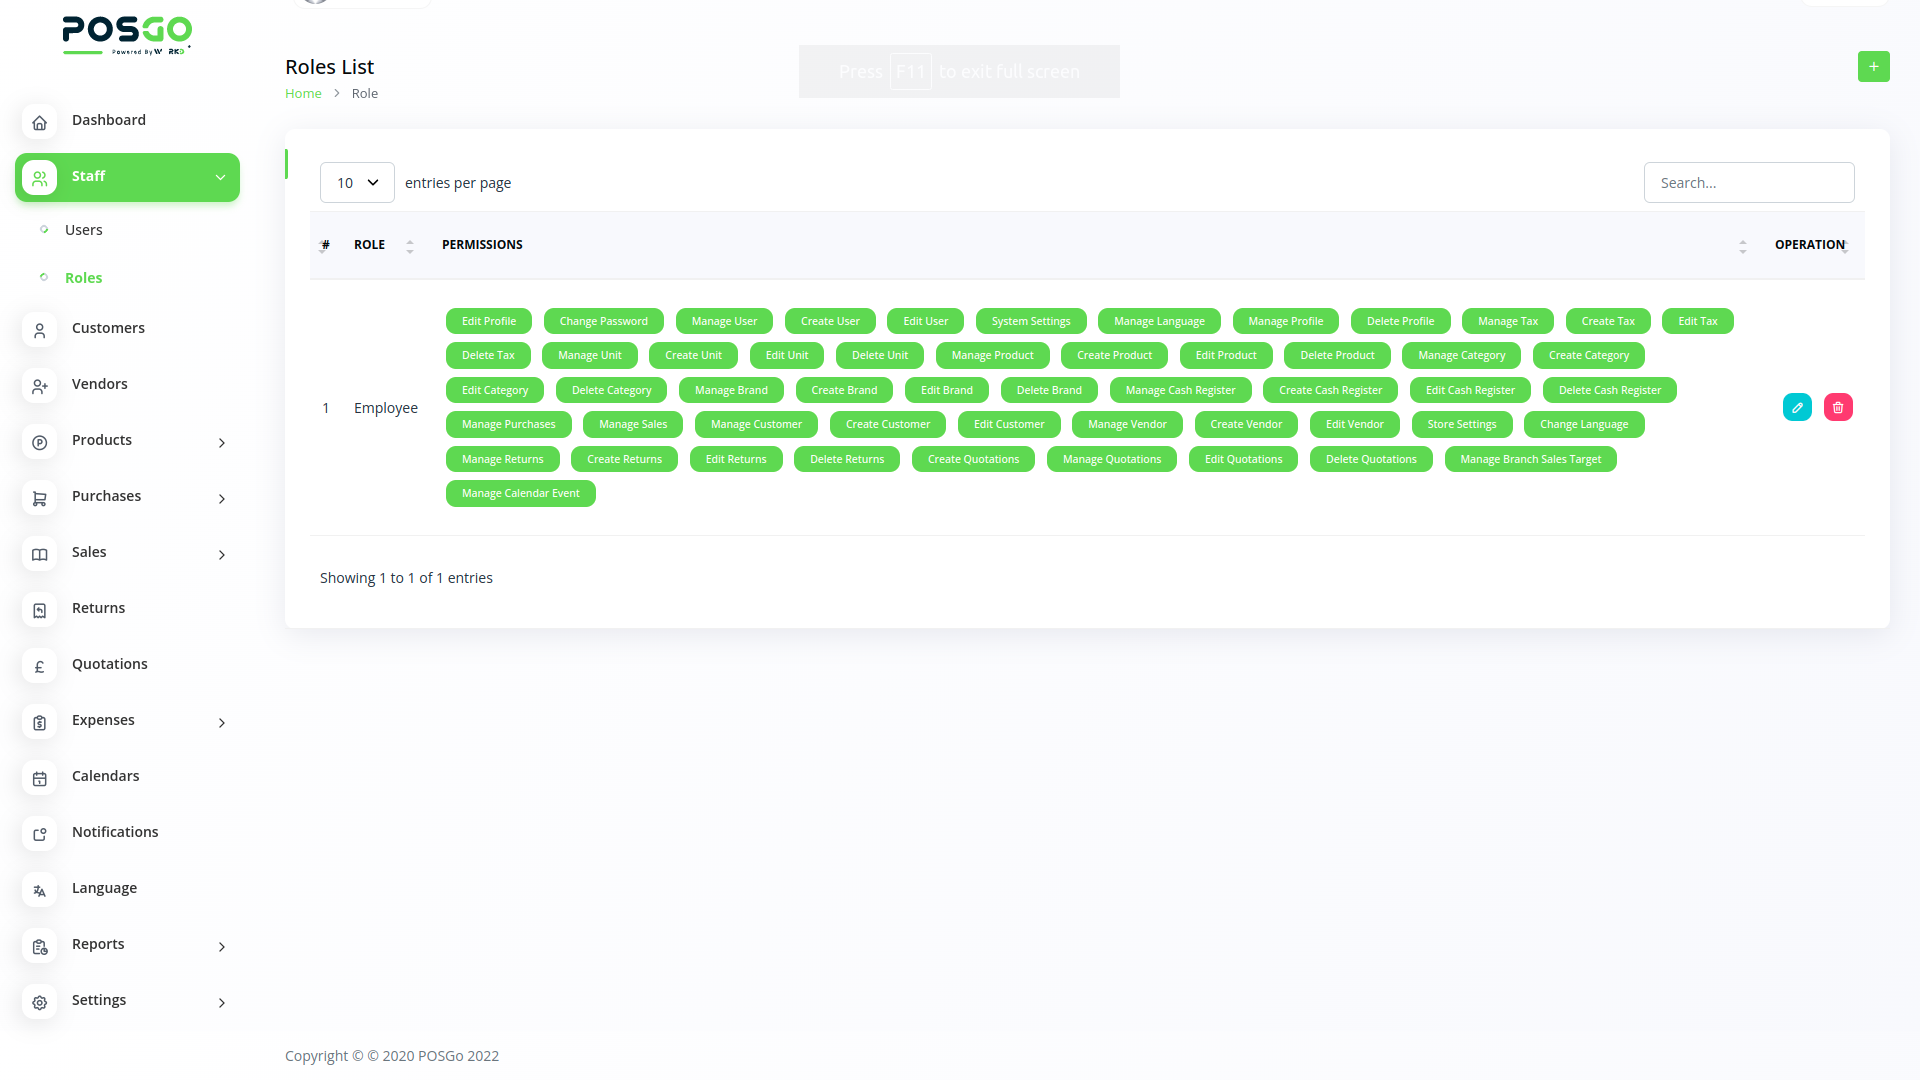 POSGO
Powered By W RKD
Roles List
Home > Role
Press F11 to exit full screen
+
Dashboard
Staff
Users
Roles
Customers
Vendors
Products
Purchases
Sales
Returns
Quotations
Expenses
Calendars
Notifications
Language
Reports
Settings
10 entries per page
Search...
# ROLE PERMISSIONS OPERATION
1 Employee
Edit Profile Change Password Manage User Create User Edit User System Settings Manage Language Manage Profile Delete Profile Manage Tax Create Tax Edit Tax
Delete Tax Manage Unit Create Unit Edit Unit Delete Unit Manage Product Create Product Edit Product Delete Product Manage Category Create Category
Edit Category Delete Category Manage Brand Create Brand Edit Brand Delete Brand Manage Cash Register Create Cash Register Edit Cash Register Delete Cash Register
Manage Purchases Manage Sales Manage Customer Create Customer Edit Customer Manage Vendor Create Vendor Edit Vendor Store Settings Change Language
Manage Returns Create Returns Edit Returns Delete Returns Create Quotations Manage Quotations Edit Quotations Delete Quotations Manage Branch Sales Target
Manage Calendar Event
Showing 1 to 1 of 1 entries
Copyright © © 2020 POSGo 2022